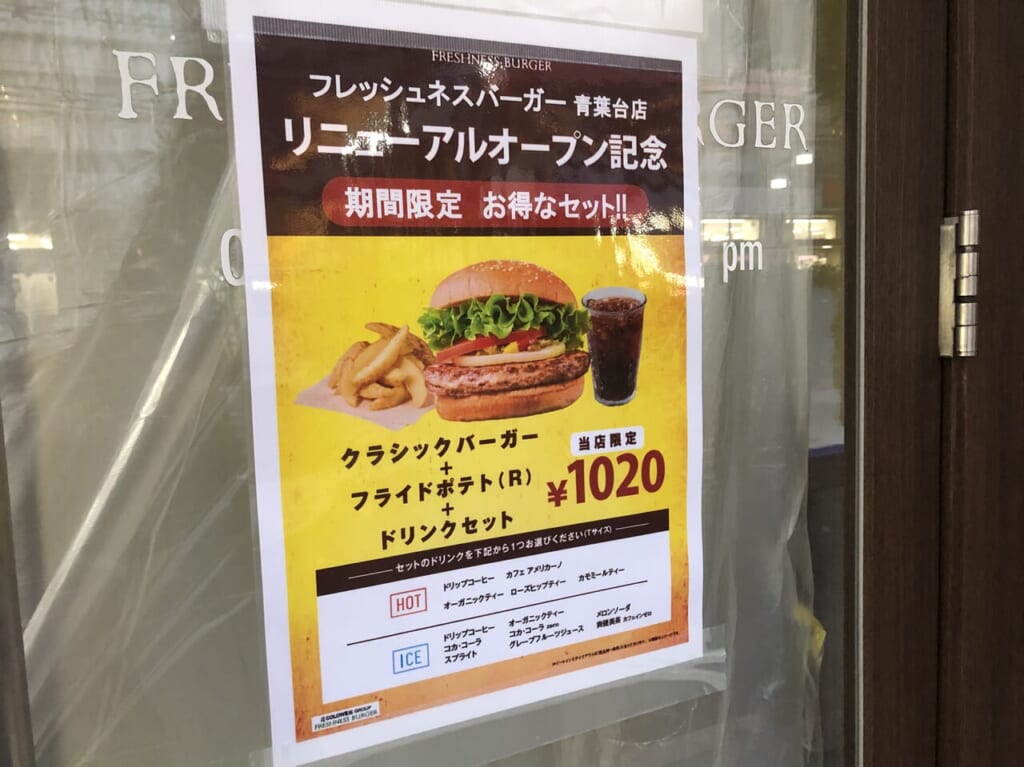 FRESHNESS BURGER
フレッシュネスバーガー 青葉台店
リニューアルオープン記念
期間限定 お得なセット!!
FR
RGER
pm
クラシックバーガー
+
フライドポテト(R)
+
ドリンクセット
当店限定
¥1020
セットのドリンクを下記から1つお選びください(Tサイズ)
HOT
ドリップコーヒー カフェ アメリカーノ
オーガニックティー ローズヒップティー カモミールティー
ICE
ドリップコーヒー オーガニックティー メロンソーダ
コカ・コーラ コカ・コーラ zero 爽健美茶 カフェインゼロ
スプライト グレープフルーツジュース
COLOWIDE GROUP
FRESHNESS BURGER